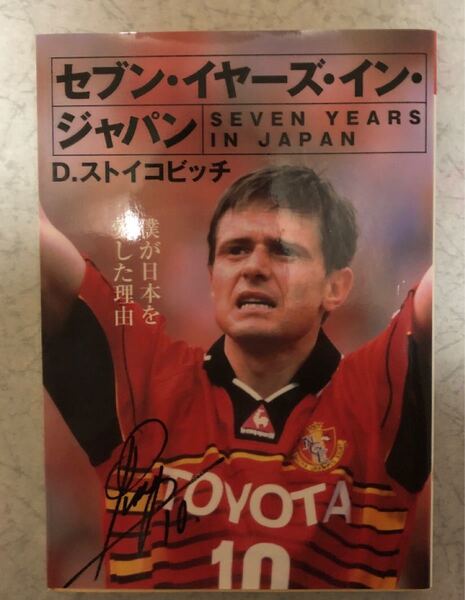 セブン・イヤーズ・イン・
ジャパン
SEVEN YEARS
IN JAPAN
D.ストイコビッチ
僕が日本を
愛した理由
TOYOTA
10